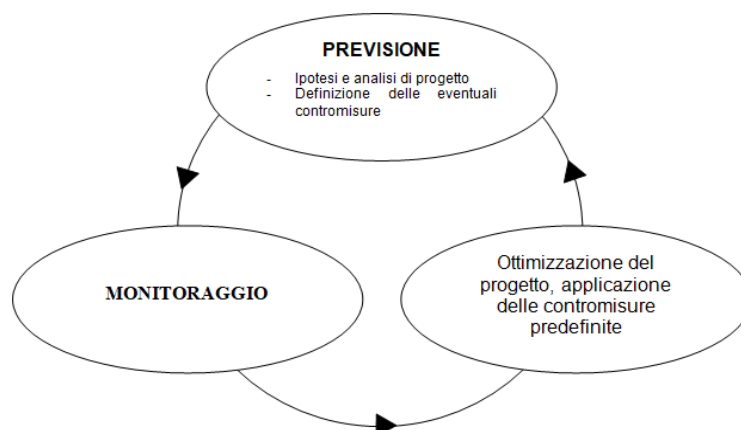 PREVISIONE
- Ipotesi e analisi di progetto
- Definizione delle eventuali
contromisure
MONITORAGGIO
Ottimizzazione del
progetto, applicazione
delle contromisure
predefinite